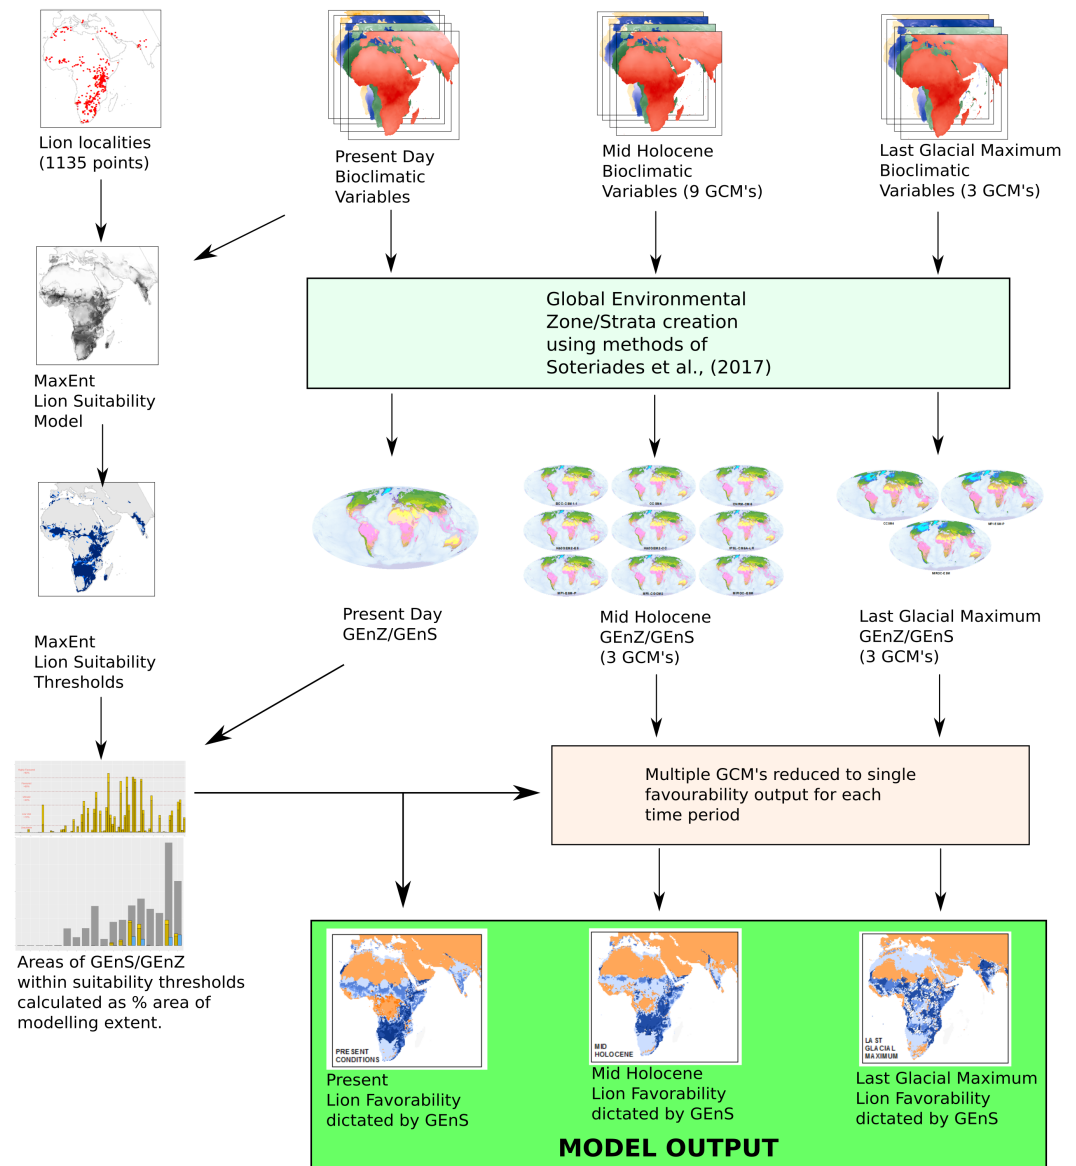 Lion localities
(1135 points)
Present Day
Bioclimatic
Variables
Mid Holocene
Bioclimatic
Variables (9 GCM's)
Last Glacial Maximum
Bioclimatic
Variables (3 GCM's)
Global Environmental
Zone/Strata creation
using methods of
Soteriades et al., (2017)
MaxEnt
Lion Suitability
Model
Present Day
GEnZ/GEnS
Mid Holocene
GEnZ/GEnS
(3 GCM's)
Last Glacial Maximum
GEnZ/GEnS
(3 GCM's)
MaxEnt
Lion Suitability
Thresholds
Multiple GCM's reduced to single
favourability output for each
time period
Areas of GEnS/GEnZ
within suitability thresholds
calculated as % area of
modelling extent.
PRESENT
CONDITIONS
MID
HOLOCENE
LAST
GLACIAL
MAXIMUM
Present
Lion Favorability
dictated by GEnS
Mid Holocene
Lion Favorability
dictated by GEnS
Last Glacial Maximum
Lion Favorability
dictated by GEnS
MODEL OUTPUT